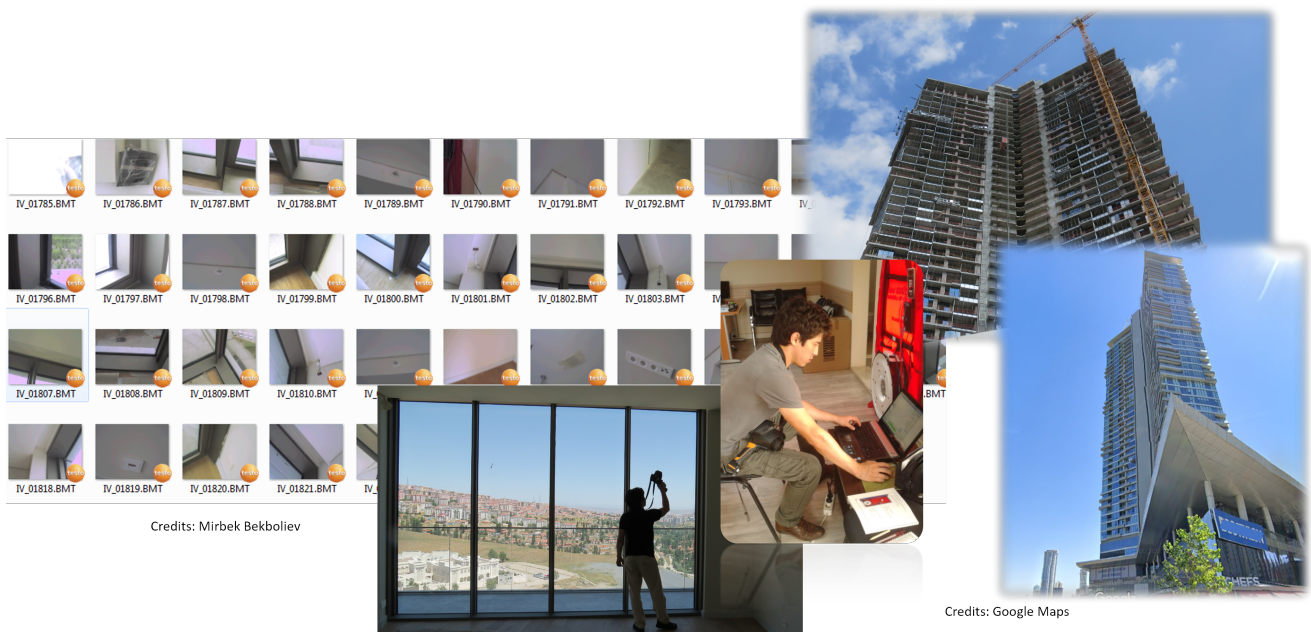 IV_01785.BMT IV_01786.BMT IV_01787.BMT IV_01788.BMT IV_01789.BMT IV_01790.BMT IV_01791.BMT IV_01792.BMT IV_01793.BMT
IV_01796.BMT IV_01797.BMT IV_01798.BMT IV_01799.BMT IV_01800.BMT IV_01801.BMT IV_01802.BMT IV_01803.BMT
IV_01807.BMT IV_01808.BMT IV_01809.BMT IV_01810.BMT
IV_01818.BMT IV_01819.BMT IV_01820.BMT IV_01821.BMT
Credits: Mirbek Bekboliev
CHEFS
Credits: Google Maps